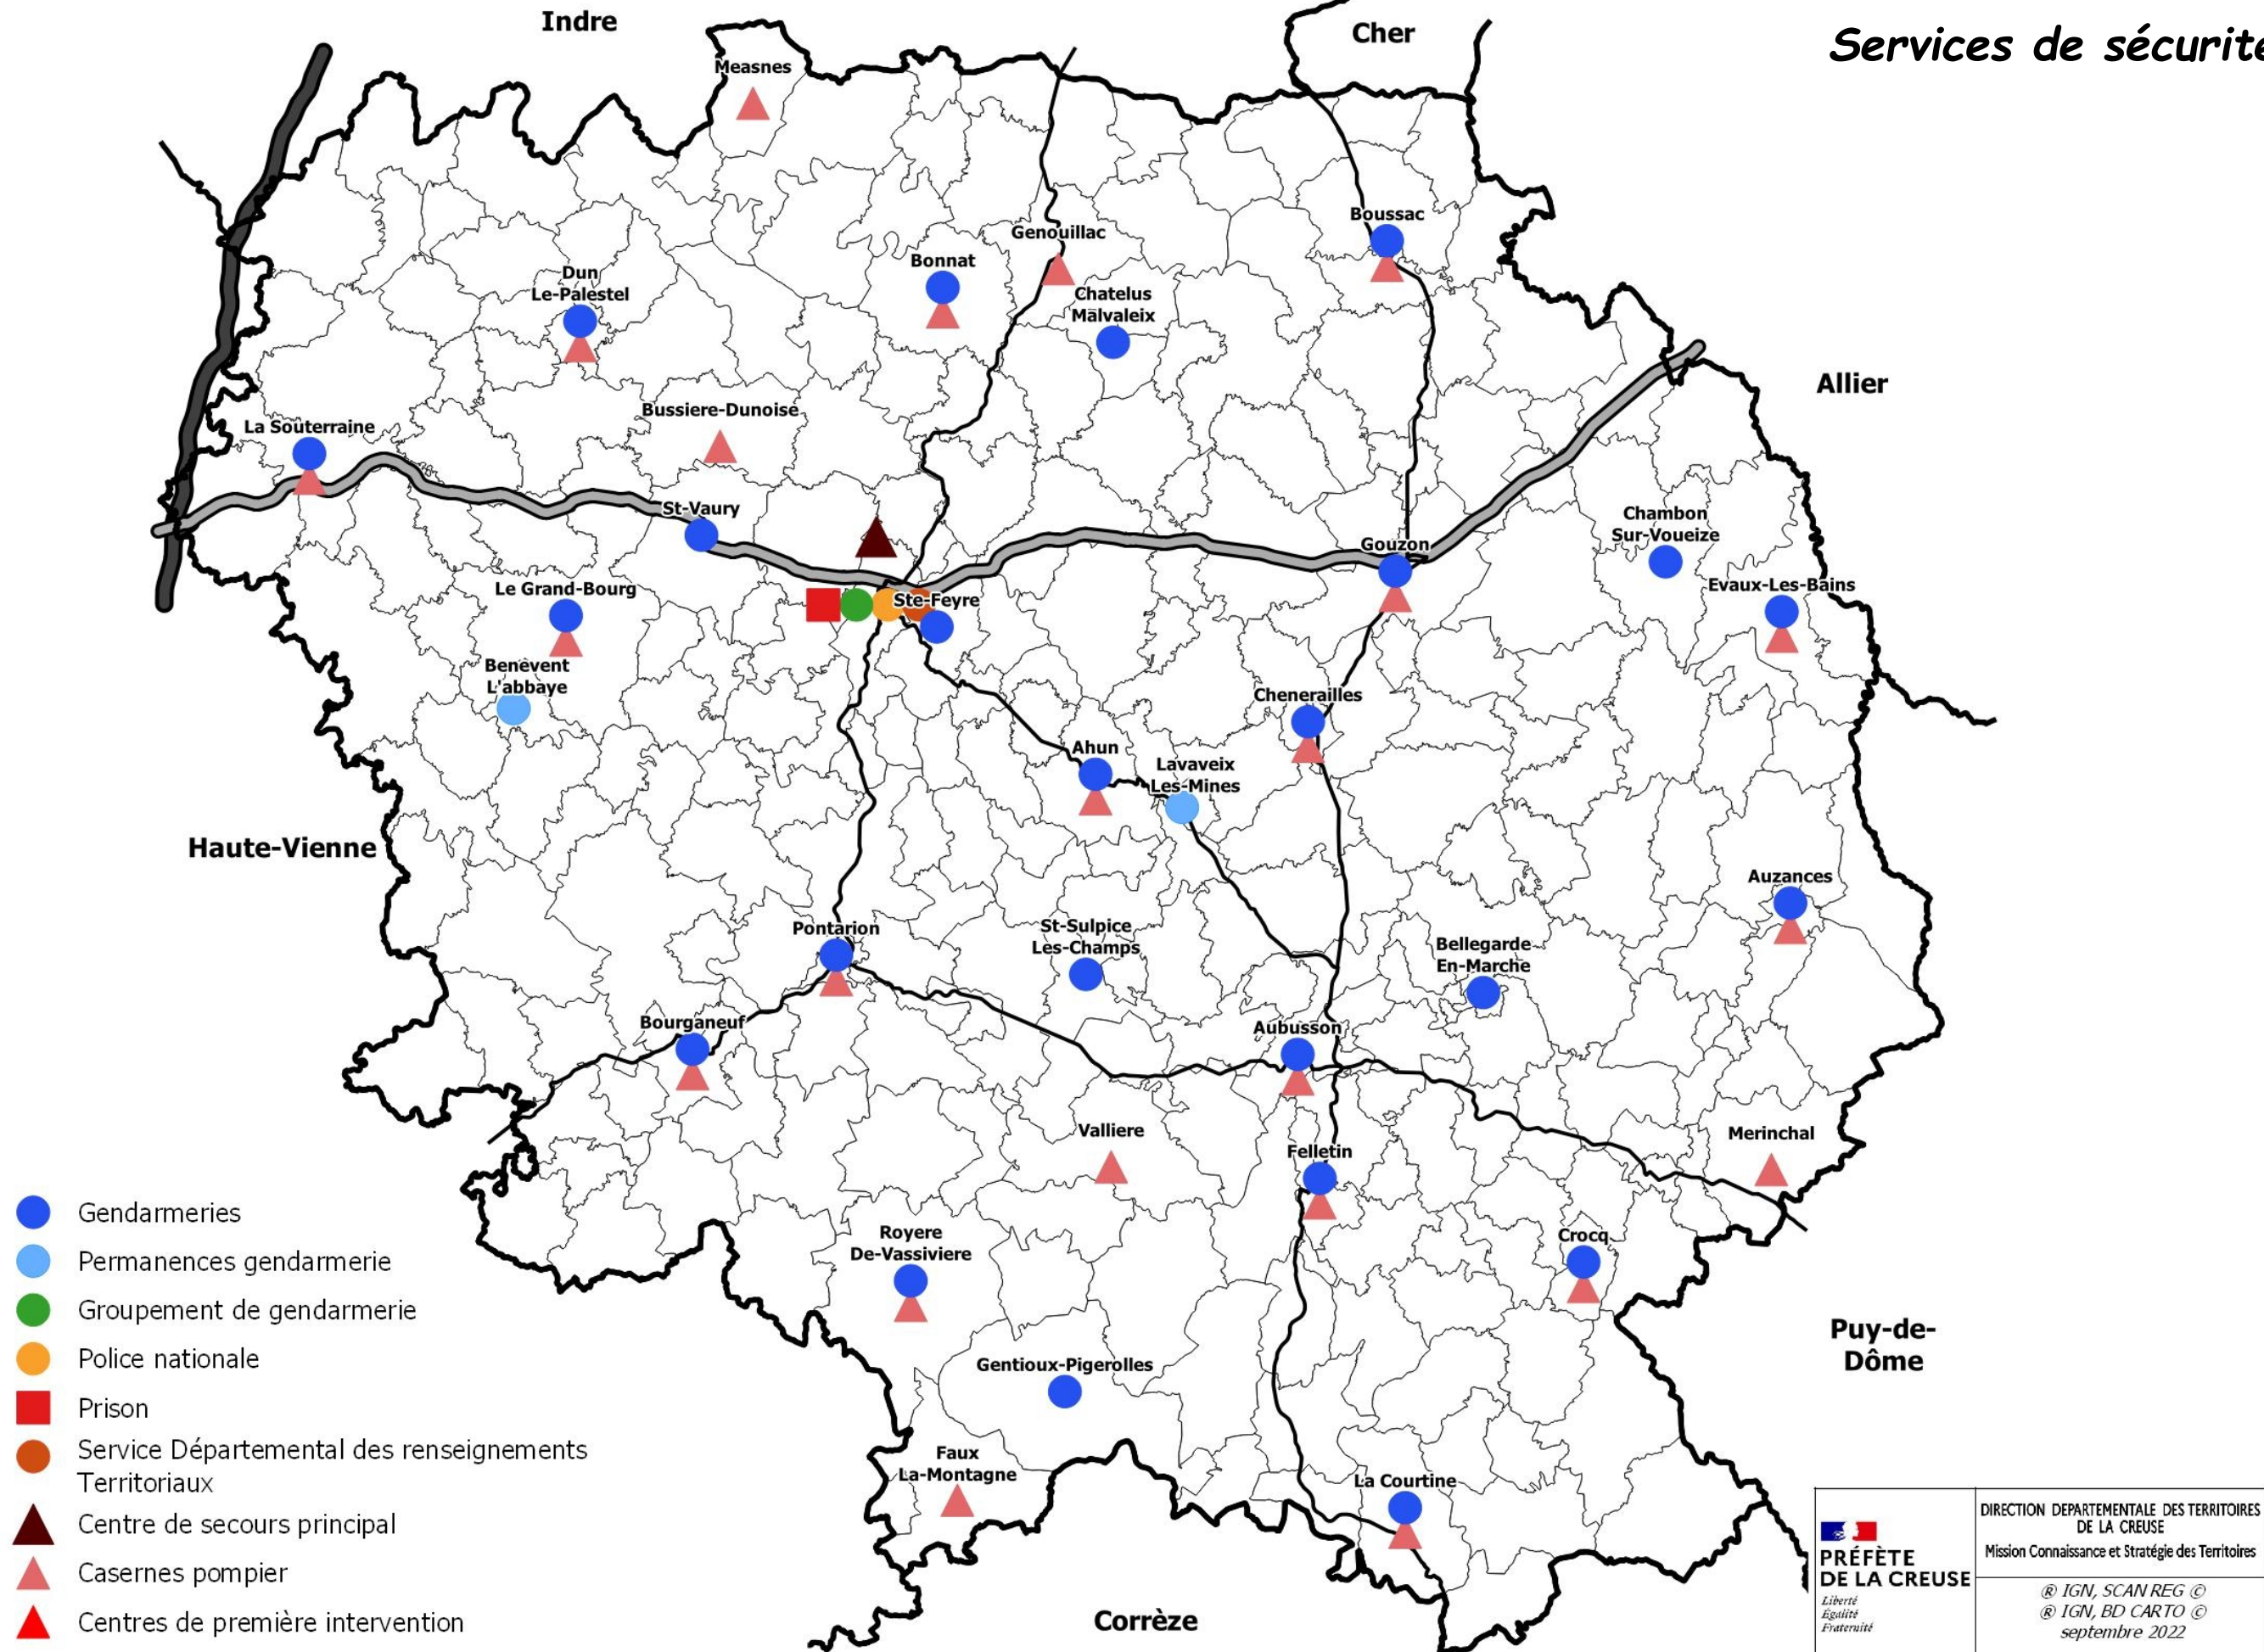 Indre
Cher
Services de sécurité
Measnes
Boussac
Genouillac
Bonnat
Dun
Le-Palestel
Chatelus
Malvaleix
Allier
Bussiere-Dunoise
La Souterraine
St-Vaury
Chambon
Sur-Voueize
Gouzon
Evaux-Les-Bains
Le Grand-Bourg
Ste-Feyre
Benevent
L'abbaye
Chenerailles
Ahun
Lavaveix
Les-Mines
Haute-Vienne
Auzances
Pontarion
St-Sulpice
Les-Champs
Bellegarde
En-Marche
Bourganeuf
Aubusson
Valliere
Merinchal
Felletin
Royere
De-Vassiviere
Crocq
Puy-de-
Dôme
Gentioux-Pigerolles
Faux
La-Montagne
La Courtine
Corrèze
Gendarmeries
Permanences gendarmerie
Groupement de gendarmerie
Police nationale
Prison
Service Départemental des renseignements
Territoriaux
Centre de secours principal
Casernes pompier
Centres de première intervention
PRÉFÈTE
DE LA CREUSE
Liberté
Égalité
Fraternité
DIRECTION DEPARTEMENTALE DES TERRITOIRES
DE LA CREUSE
Mission Connaissance et Stratégie des Territoires
® IGN, SCAN REG ©
® IGN, BD CARTO ©
septembre 2022